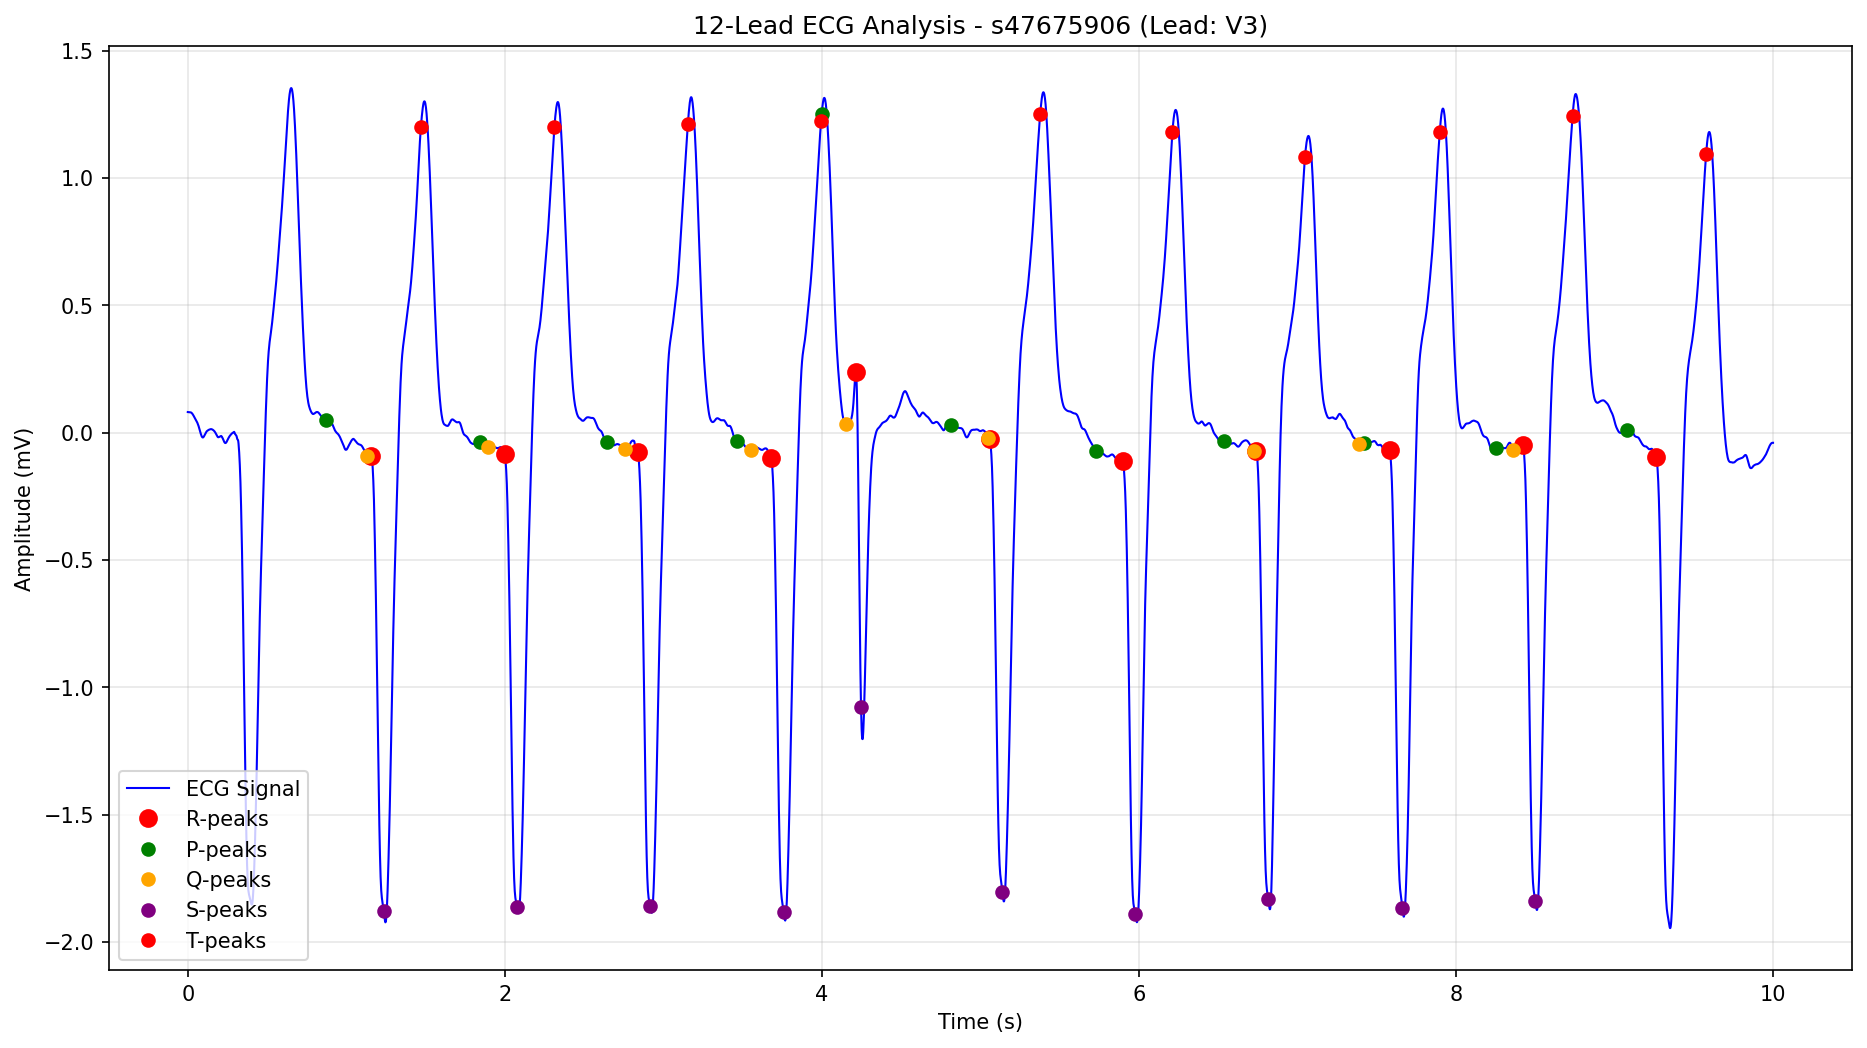 12-Lead ECG Analysis - s47675906 (Lead: V3)
1.5
1.0
0.5
0.0
−0.5
−1.0
−1.5
−2.0
Amplitude (mV)
ECG Signal
R-peaks
P-peaks
Q-peaks
S-peaks
T-peaks
0 2 4 6 8 10
Time (s)